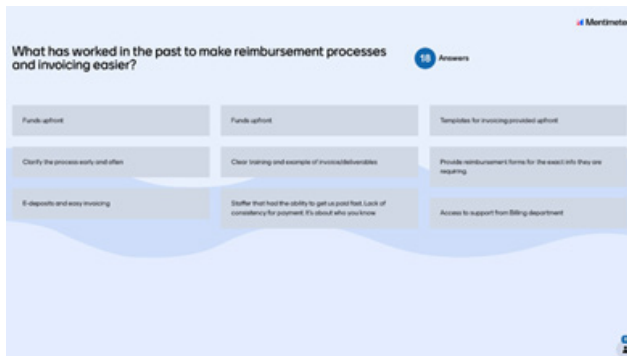 Mentimeter
What has worked in the past to make reimbursement processes
and invoicing easier?
18 Answers
Funds upfront
Funds upfront
Templates for invoicing provided upfront
Clarify the process early and often
Clear training and example of invoice/deliverables
Provide reimbursement forms for the exact info they are
requiring
E-deposits and easy invoicing
Staffer that had the ability to get us paid fast. Lack of
consistency for payment. It's about who you know
Access to support from Billing department